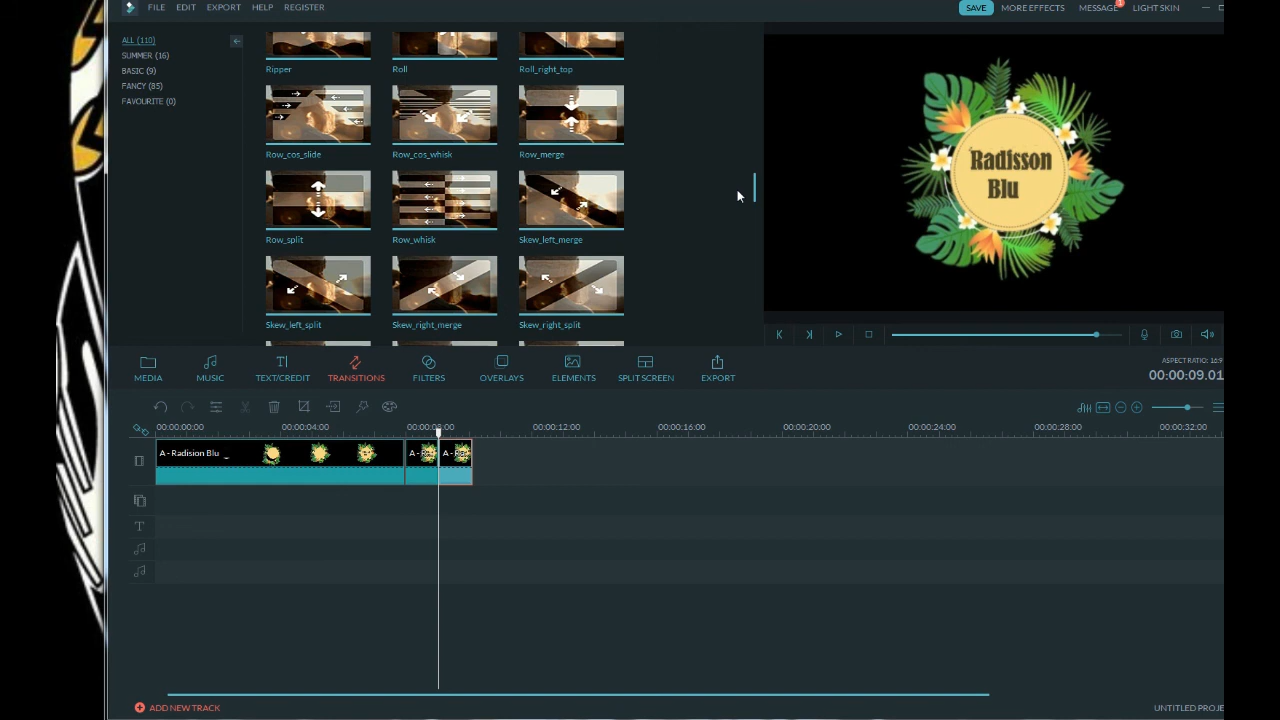 FILE EDIT EXPORT HELP REGISTER SAVE MORE EFFECTS MESSAGE LIGHT SKIN
ALL (110)
SUMMER (16)
BASIC (9)
FANCY (85)
FAVOURITE (0)
Ripper Roll Roll_right_top
Row_cos_slide Row_cos_whisk Row_merge
Row_split Row_whisk Skew_left_merge
Skew_left_split Skew_right_merge Skew_right_split
Radisson
Blu
MEDIA MUSIC TEXT/CREDIT TRANSITIONS FILTERS OVERLAYS ELEMENTS SPLIT SCREEN EXPORT
ASPECT RATIO: 16:9
00:00:09.01
00:00:00:00 00:00:04:00 00:00:08:00 00:00:12:00 00:00:16:00 00:00:20:00 00:00:24:00 00:00:28:00 00:00:32:00
A - Radision Blu
ADD NEW TRACK
UNTITLED PROJE